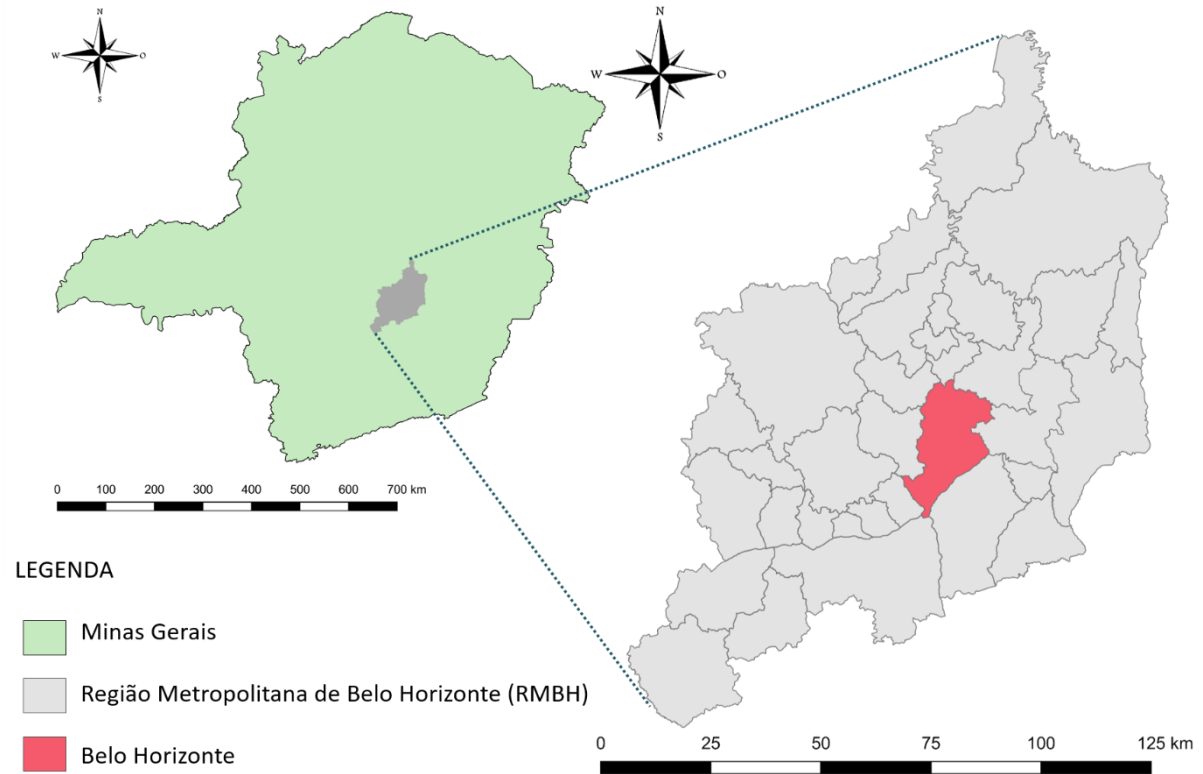 N
W O
S
N
W O
S
0 100 200 300 400 500 600 700 km
LEGENDA
Minas Gerais
Região Metropolitana de Belo Horizonte (RMBH)
Belo Horizonte
0 25 50 75 100 125 km